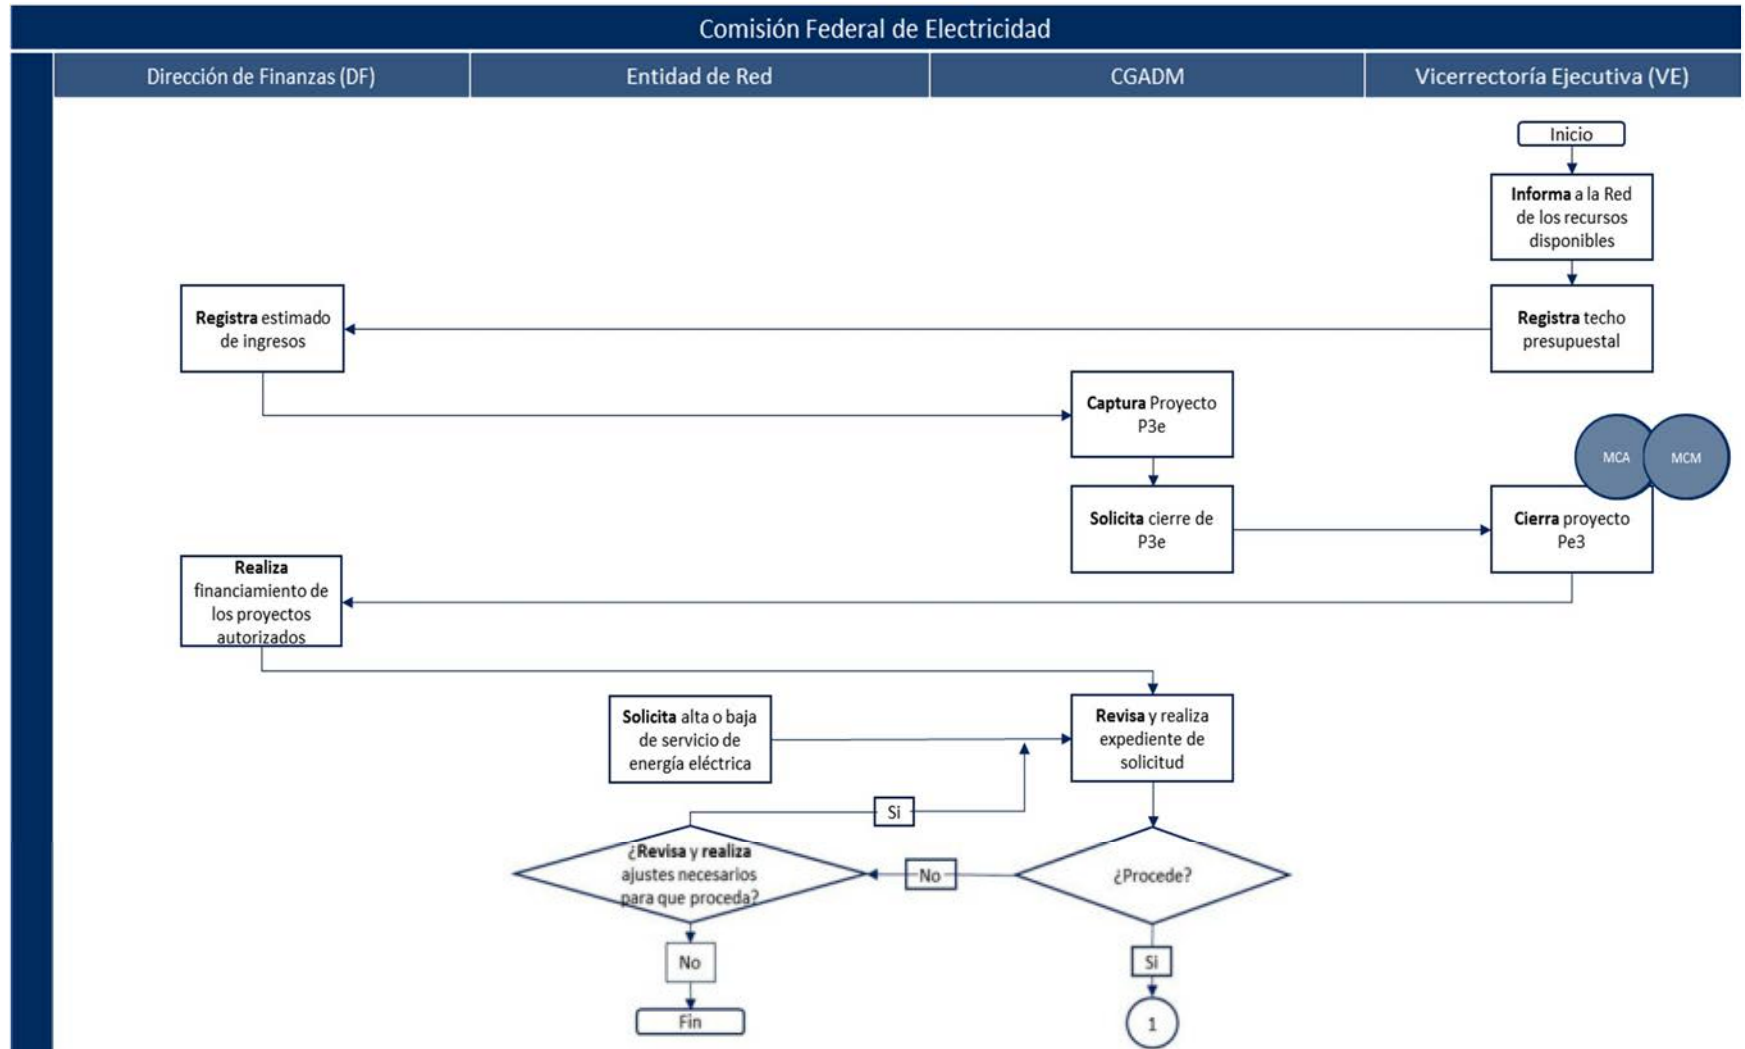 Comisión Federal de Electricidad
Dirección de Finanzas (DF)
Entidad de Red
CGADM
Vicerrectoría Ejecutiva (VE)
Inicio
Informa a la Red
de los recursos
disponibles
Registra techo
presupuestal
Registra estimado
de ingresos
Captura Proyecto
P3e
Solicita cierre de
P3e
MCA
MCM
Cierra proyecto
Pe3
Realiza
financiamiento de
los proyectos
autorizados
Solicita alta o baja
de servicio de
energía eléctrica
Revisa y realiza
expediente de
solicitud
Si
¿Revisa y realiza
ajustes necesarios
para que proceda?
No
¿Procede?
No
Si
Fin
1